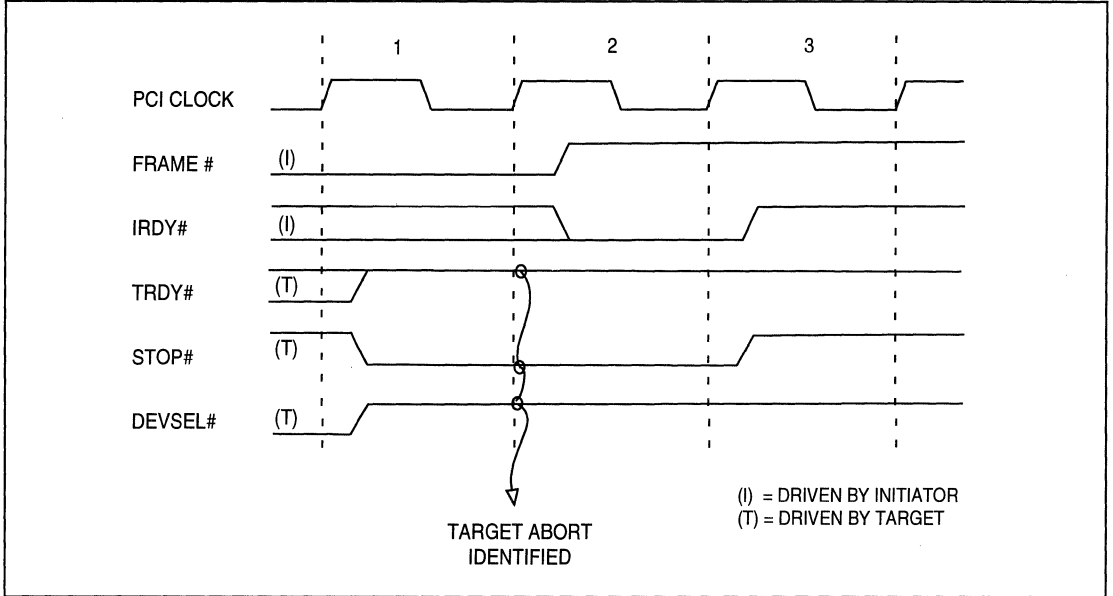 1 2 3
PCI CLOCK
FRAME # (I)
IRDY# (I)
TRDY# (T)
STOP# (T)
DEVSEL# (T)
(I) = DRIVEN BY INITIATOR
(T) = DRIVEN BY TARGET
TARGET ABORT
IDENTIFIED